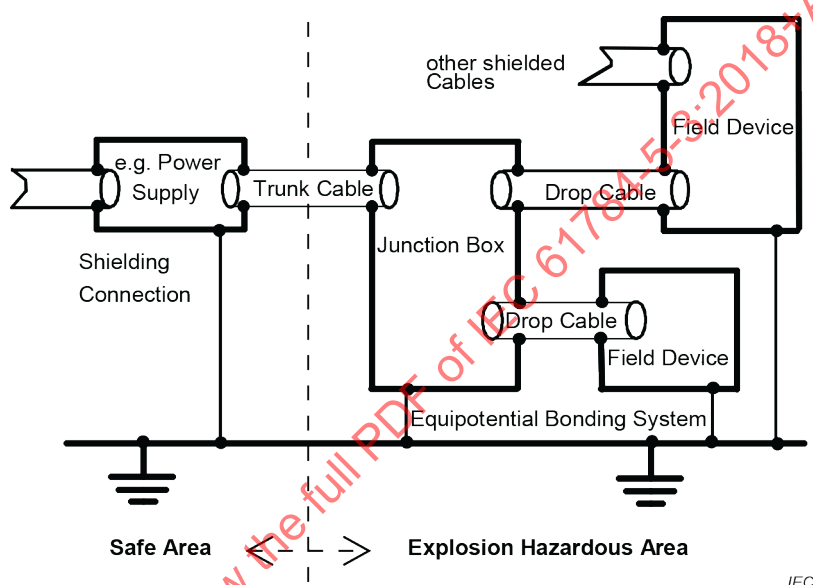 other shielded
Cables
Field Device
e.g. Power
Supply
Trunk Cable
Drop Cable
Junction Box
Shielding
Connection
Drop Cable
Field Device
Equipotential Bonding System
Safe Area
Explosion Hazardous Area
IEC
w the full PDF of IEC 61784-5-3:2018+A